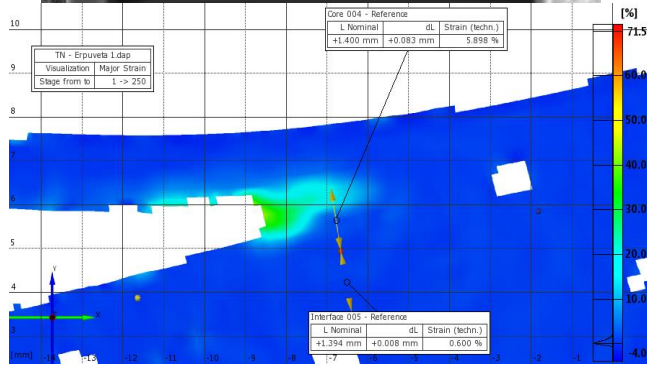 Core 004 - Reference
L Nominal dL Strain (techn.)
+1.400 mm +0.083 mm 5.898 %
[%]
71.5
60.0
50.0
40.0
30.0
20.0
10.0
-4.0
TN - Erpuveta 1.dap
Visualization Major Strain
Stage from to 1 -> 250
10
9
8
7
6
5
4
3
Y
X
Interface 005 - Reference
L Nominal dL Strain (techn.)
+1.394 mm +0.008 mm 0.600 %
[mm] -14 -13 -12 -11 -10 -9 -8 -7 -6 -5 -4 -3 -2 -1